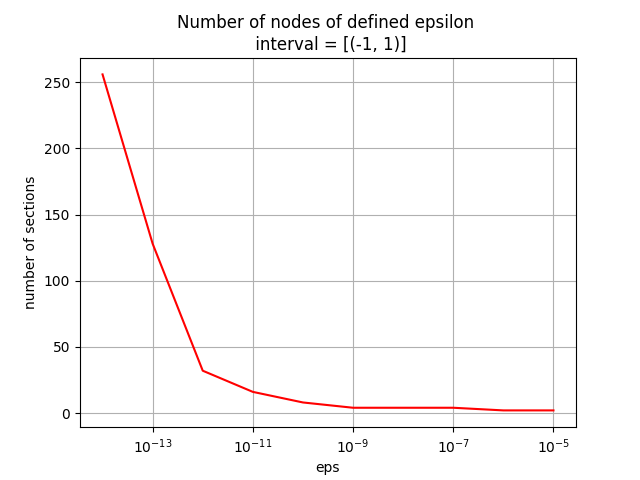 Number of nodes of defined epsilon
interval = [(-1, 1)]
250
200
150
100
50
0
number of sections
10⁻¹³
10⁻¹¹
10⁻⁹
10⁻⁷
10⁻⁵
eps